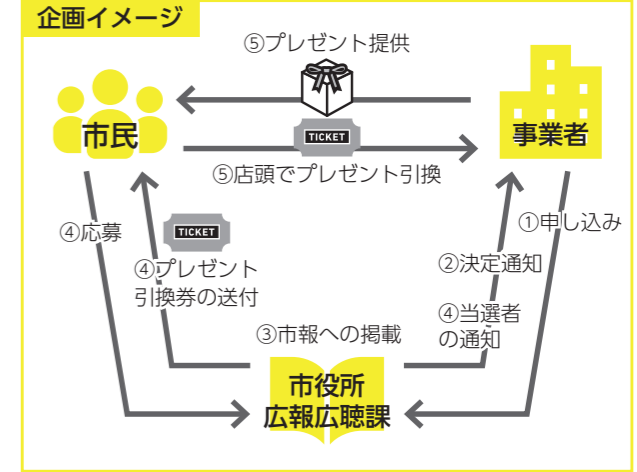 企画イメージ
⑤プレゼント提供
TICKET
市民
事業者
⑤店頭でプレゼント引換
①申し込み
④応募
TICKET
②決定通知
④プレゼント
引換券の送付
④当選者
の通知
③市報への掲載
市役所
広報広聴課